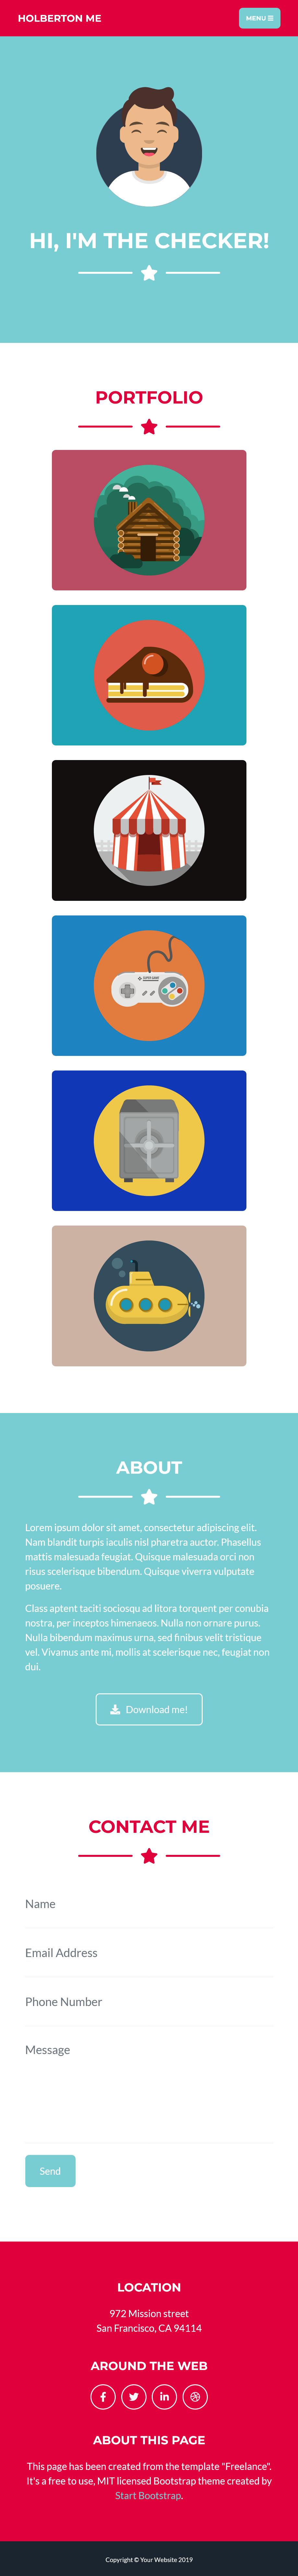 HOLBERTON ME
MENU
HI, I'M THE CHECKER!
PORTFOLIO
ABOUT
Lorem ipsum dolor sit amet, consectetur adipiscing elit.
Nam blandit turpis iaculis nisl pharetra auctor. Phasellus
mattis malesuada feugiat. Quisque malesuada orci non
risus scelerisque bibendum. Quisque viverra vulputate
posuere.
Class aptent taciti sociosqu ad litora torquent per conubia
nostra, per inceptos himenaeos. Nulla non ornare purus.
Nulla bibendum maximus urna, sed finibus velit tristique
vel. Vivamus ante mi, mollis at scelerisque nec, feugiat non
dui.
Download me!
CONTACT ME
Name
Email Address
Phone Number
Message
Send
LOCATION
972 Mission street
San Francisco, CA 94114
AROUND THE WEB
ABOUT THIS PAGE
This page has been created from the template "Freelance".
It's a free to use, MIT licensed Bootstrap theme created by
Start Bootstrap.
Copyright © Your Website 2019